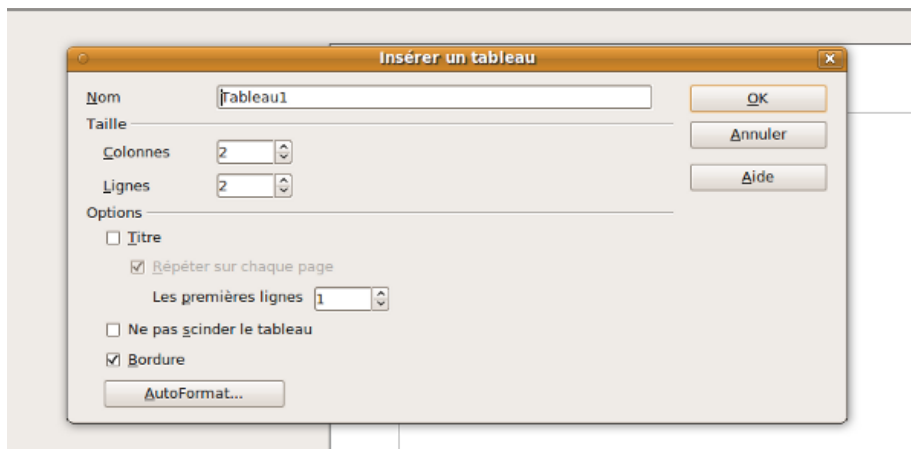 Insérer un tableau
Nom Tableau1
OK
Taille
Annuler
Colonnes 2
Aide
Lignes 2
Options
Titre
Répéter sur chaque page
Les premières lignes 1
Ne pas scinder le tableau
Bordure
AutoFormat...